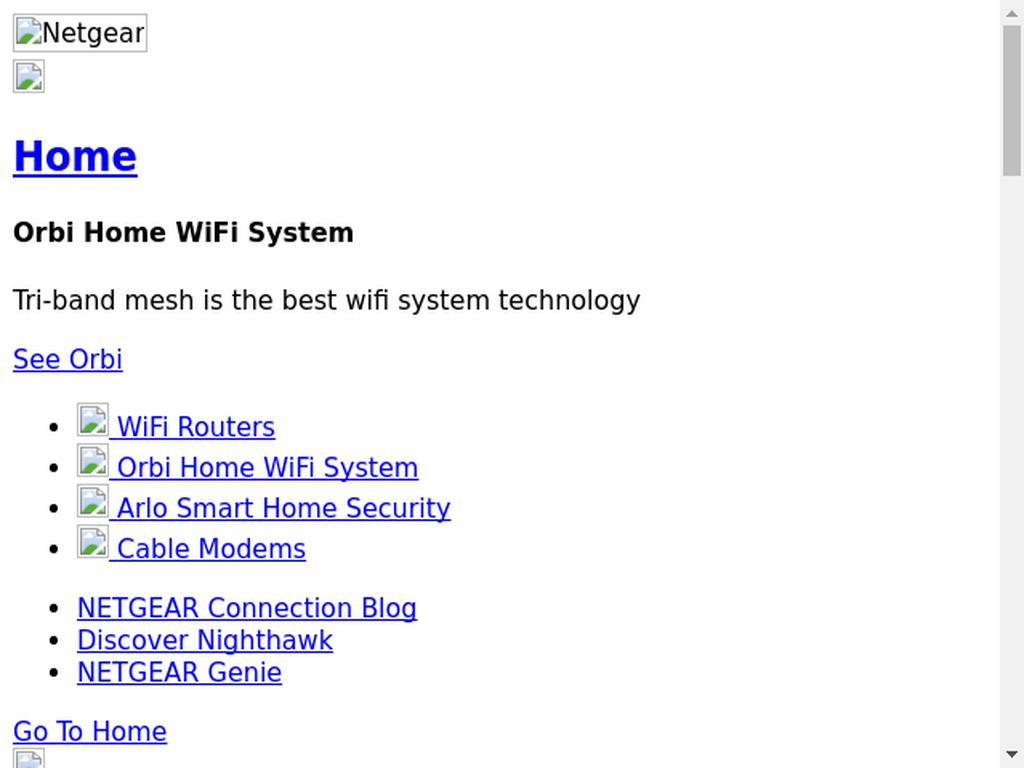 Netgear
Home
Orbi Home WiFi System
Tri-band mesh is the best wifi system technology
See Orbi
WiFi Routers
Orbi Home WiFi System
Arlo Smart Home Security
Cable Modems
NETGEAR Connection Blog
Discover Nighthawk
NETGEAR Genie
Go To Home